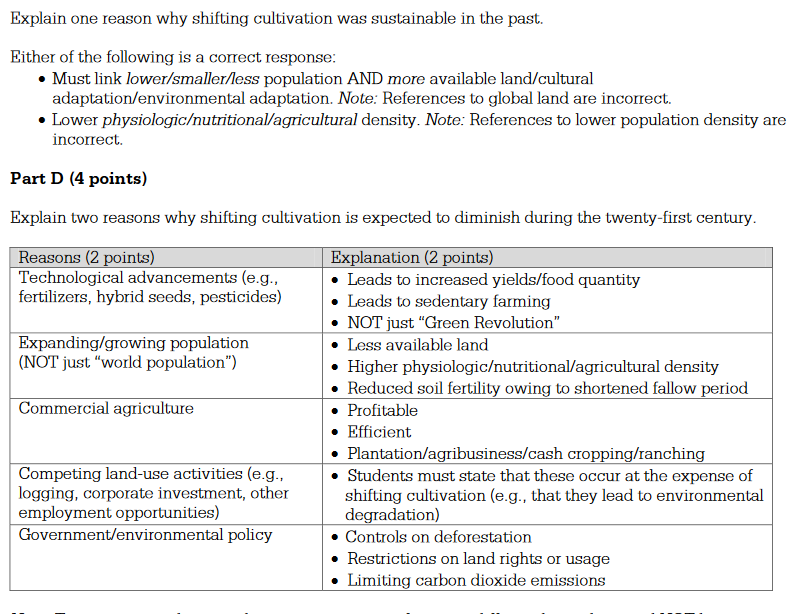 Explain one reason why shifting cultivation was sustainable in the past.
Either of the following is a correct response:
• Must link lower/smaller/less population AND more available land/cultural
adaptation/environmental adaptation. Note: References to global land are incorrect.
• Lower physiologic/nutritional/agricultural density. Note: References to lower population density are
incorrect.
Part D (4 points)
Explain two reasons why shifting cultivation is expected to diminish during the twenty-first century.
Reasons (2 points)
Explanation (2 points)
Technological advancements (e.g.,
fertilizers, hybrid seeds, pesticides)
• Leads to increased yields/food quantity
• Leads to sedentary farming
• NOT just “Green Revolution”
Expanding/growing population
(NOT just “world population”)
• Less available land
• Higher physiologic/nutritional/agricultural density
• Reduced soil fertility owing to shortened fallow period
Commercial agriculture
• Profitable
• Efficient
• Plantation/agribusiness/cash cropping/ranching
Competing land-use activities (e.g.,
logging, corporate investment, other
employment opportunities)
• Students must state that these occur at the expense of
shifting cultivation (e.g., that they lead to environmental
degradation)
Government/environmental policy
• Controls on deforestation
• Restrictions on land rights or usage
• Limiting carbon dioxide emissions